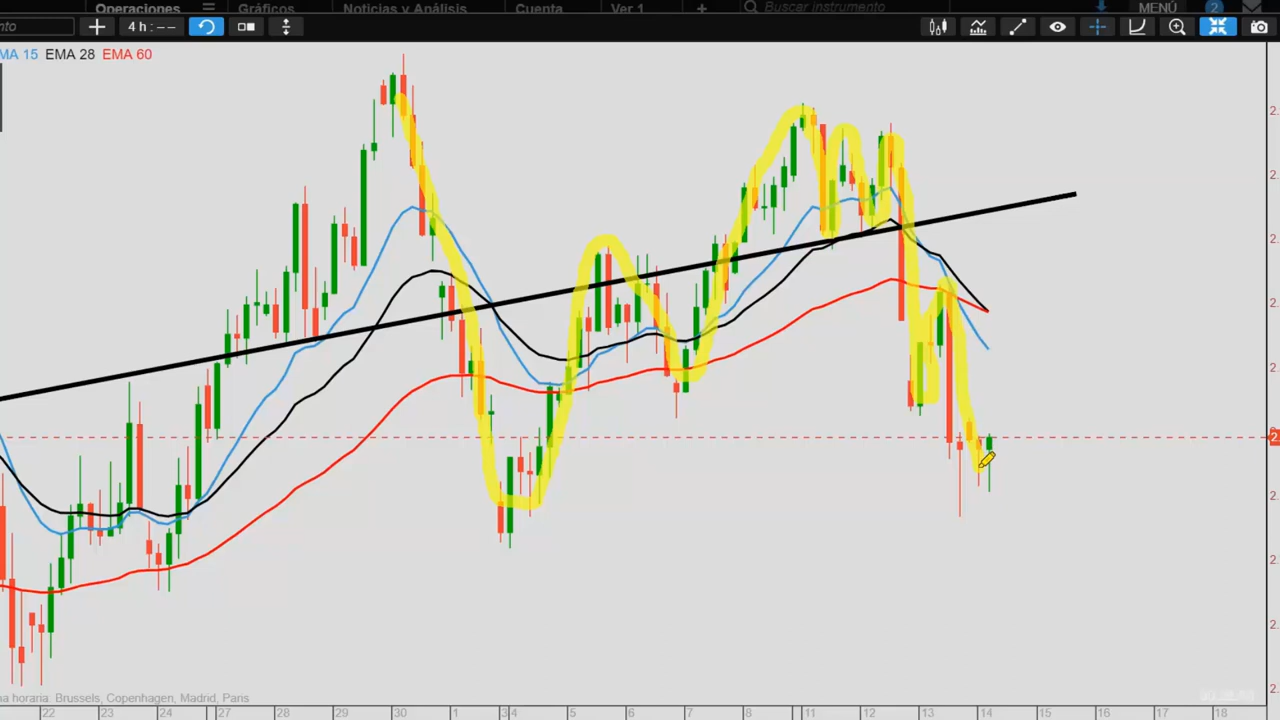 Operaciones Gráficos Noticias y Análisis Cuenta Ver 1 + Buscar instrumento MENÚ 2
4 h : – –
EMA 28 EMA 60
Brussels, Copenhagen, Madrid, Paris
22 23 24 27 28 29 30 1 3 4 5 6 7 8 11 12 13 14 15 16 17 18